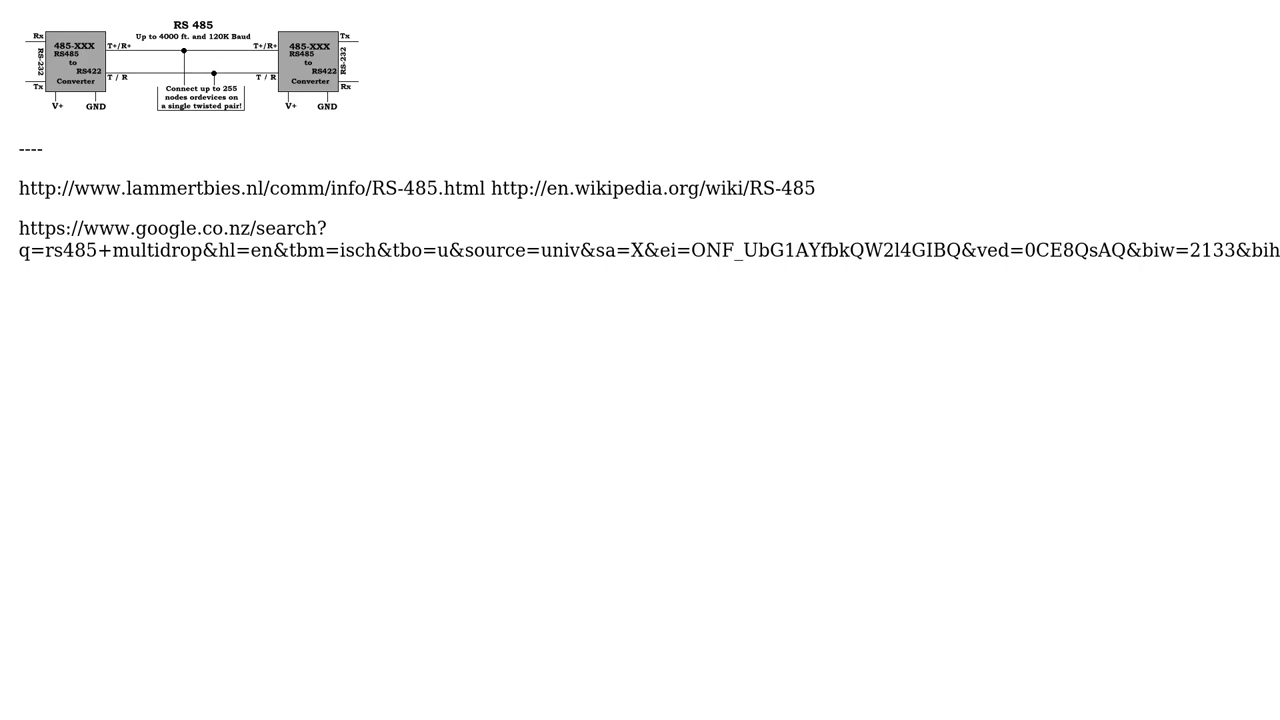 RS 485
Up to 4000 ft. and 120K Baud
Rx
RS-232
Tx
485-XXX
RS485
to
RS422
Converter
T+/R+
T / R
V+
GND
Connect up to 255
nodes ordevices on
a single twisted pair!
T+/R+
T / R
485-XXX
RS485
to
RS422
Converter
Tx
RS-232
Rx
V+
GND
----
http://www.lammertbies.nl/comm/info/RS-485.html http://en.wikipedia.org/wiki/RS-485
https://www.google.co.nz/search?
q=rs485+multidrop&hl=en&tbm=isch&tbo=u&source=univ&sa=X&ei=ONF_UbG1AYfbkQW2l4GIBQ&ved=0CE8QsAQ&biw=2133&bih